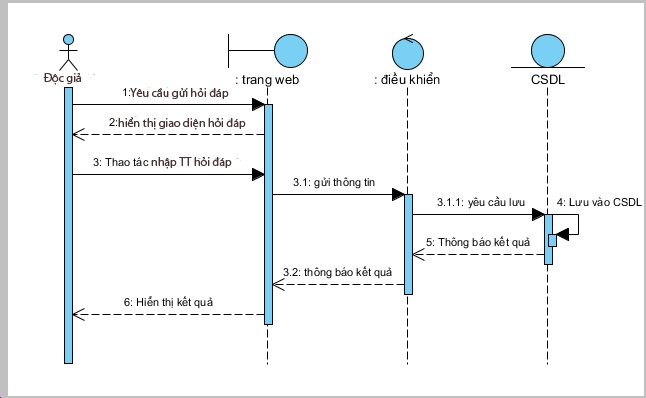 Độc giả
: trang web
: điều khiển
CSDL
1:Yêu cầu gửi hỏi đáp
2:hiển thị giao diện hỏi đáp
3: Thao tác nhập TT hỏi đáp
3.1: gửi thông tin
3.1.1: yêu cầu lưu
4: Lưu vào CSDL
5: Thông báo kết quả
3.2: thông báo kết quả
6: Hiển thị kết quả